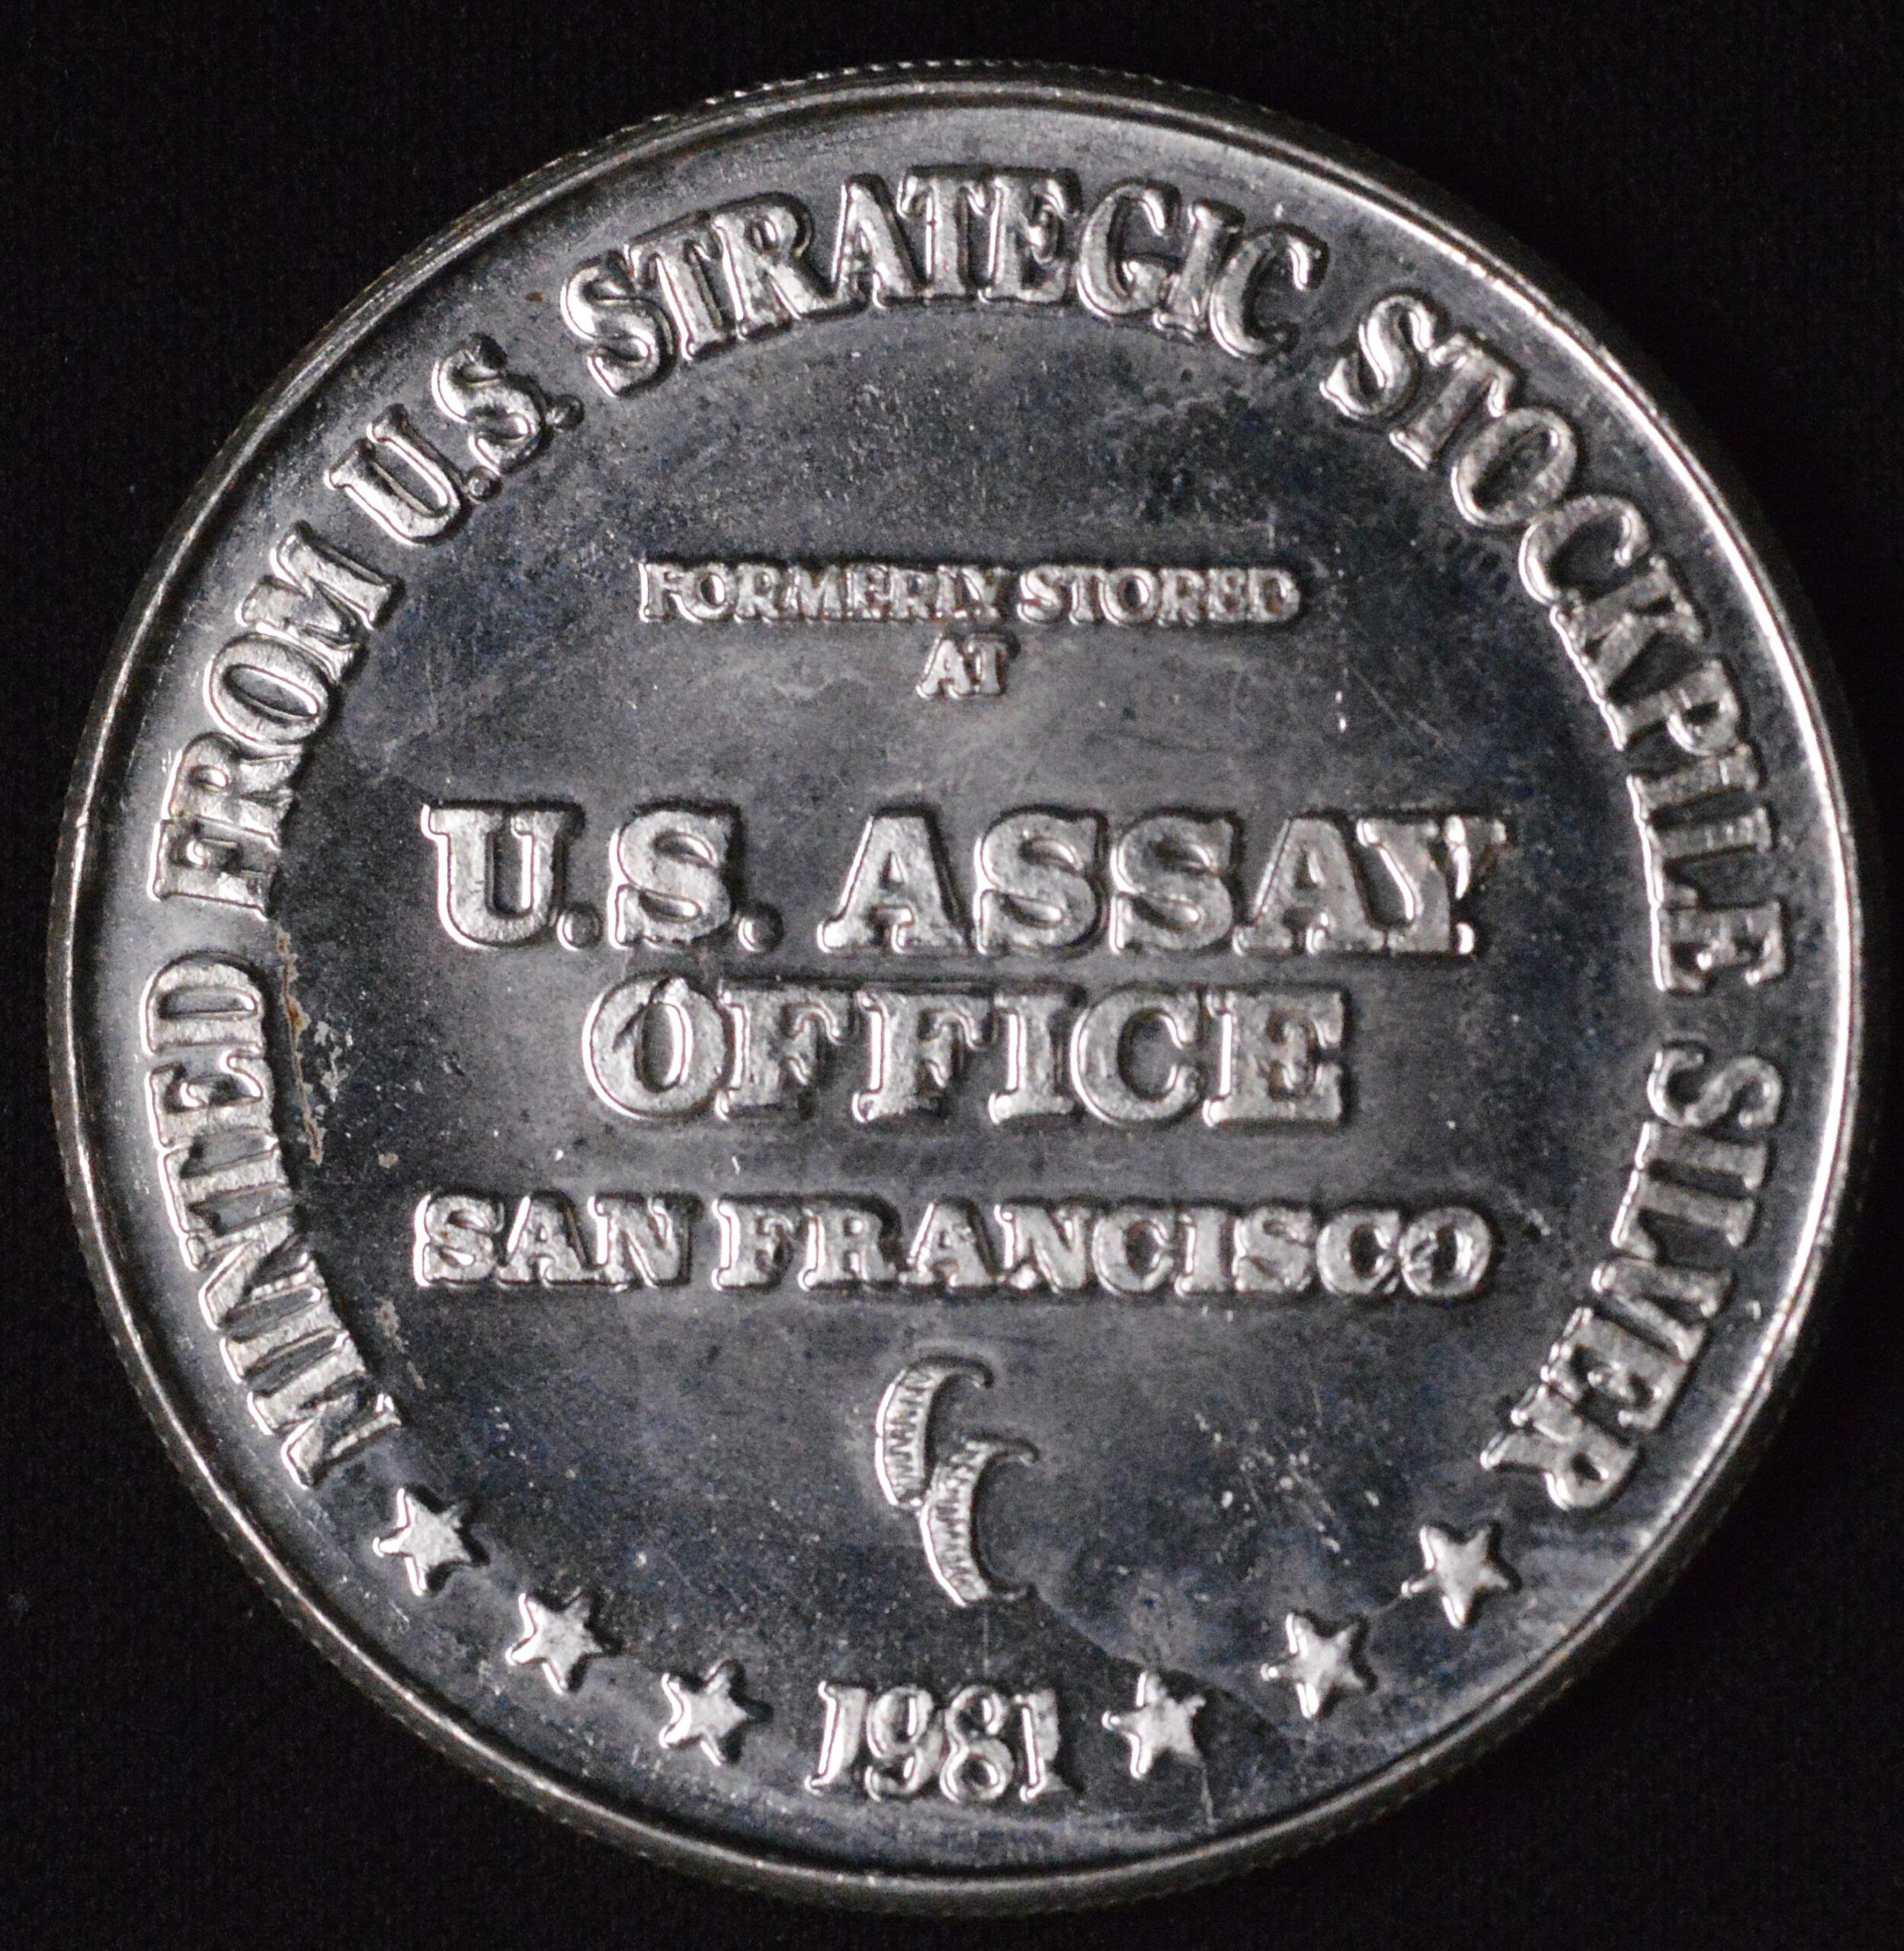 MINTED FROM U.S. STRATEGIC STOCKPILE SILVER
FORMERLY STORED
AT
U.S. ASSAY
OFFICE
SAN FRANCISCO
1981